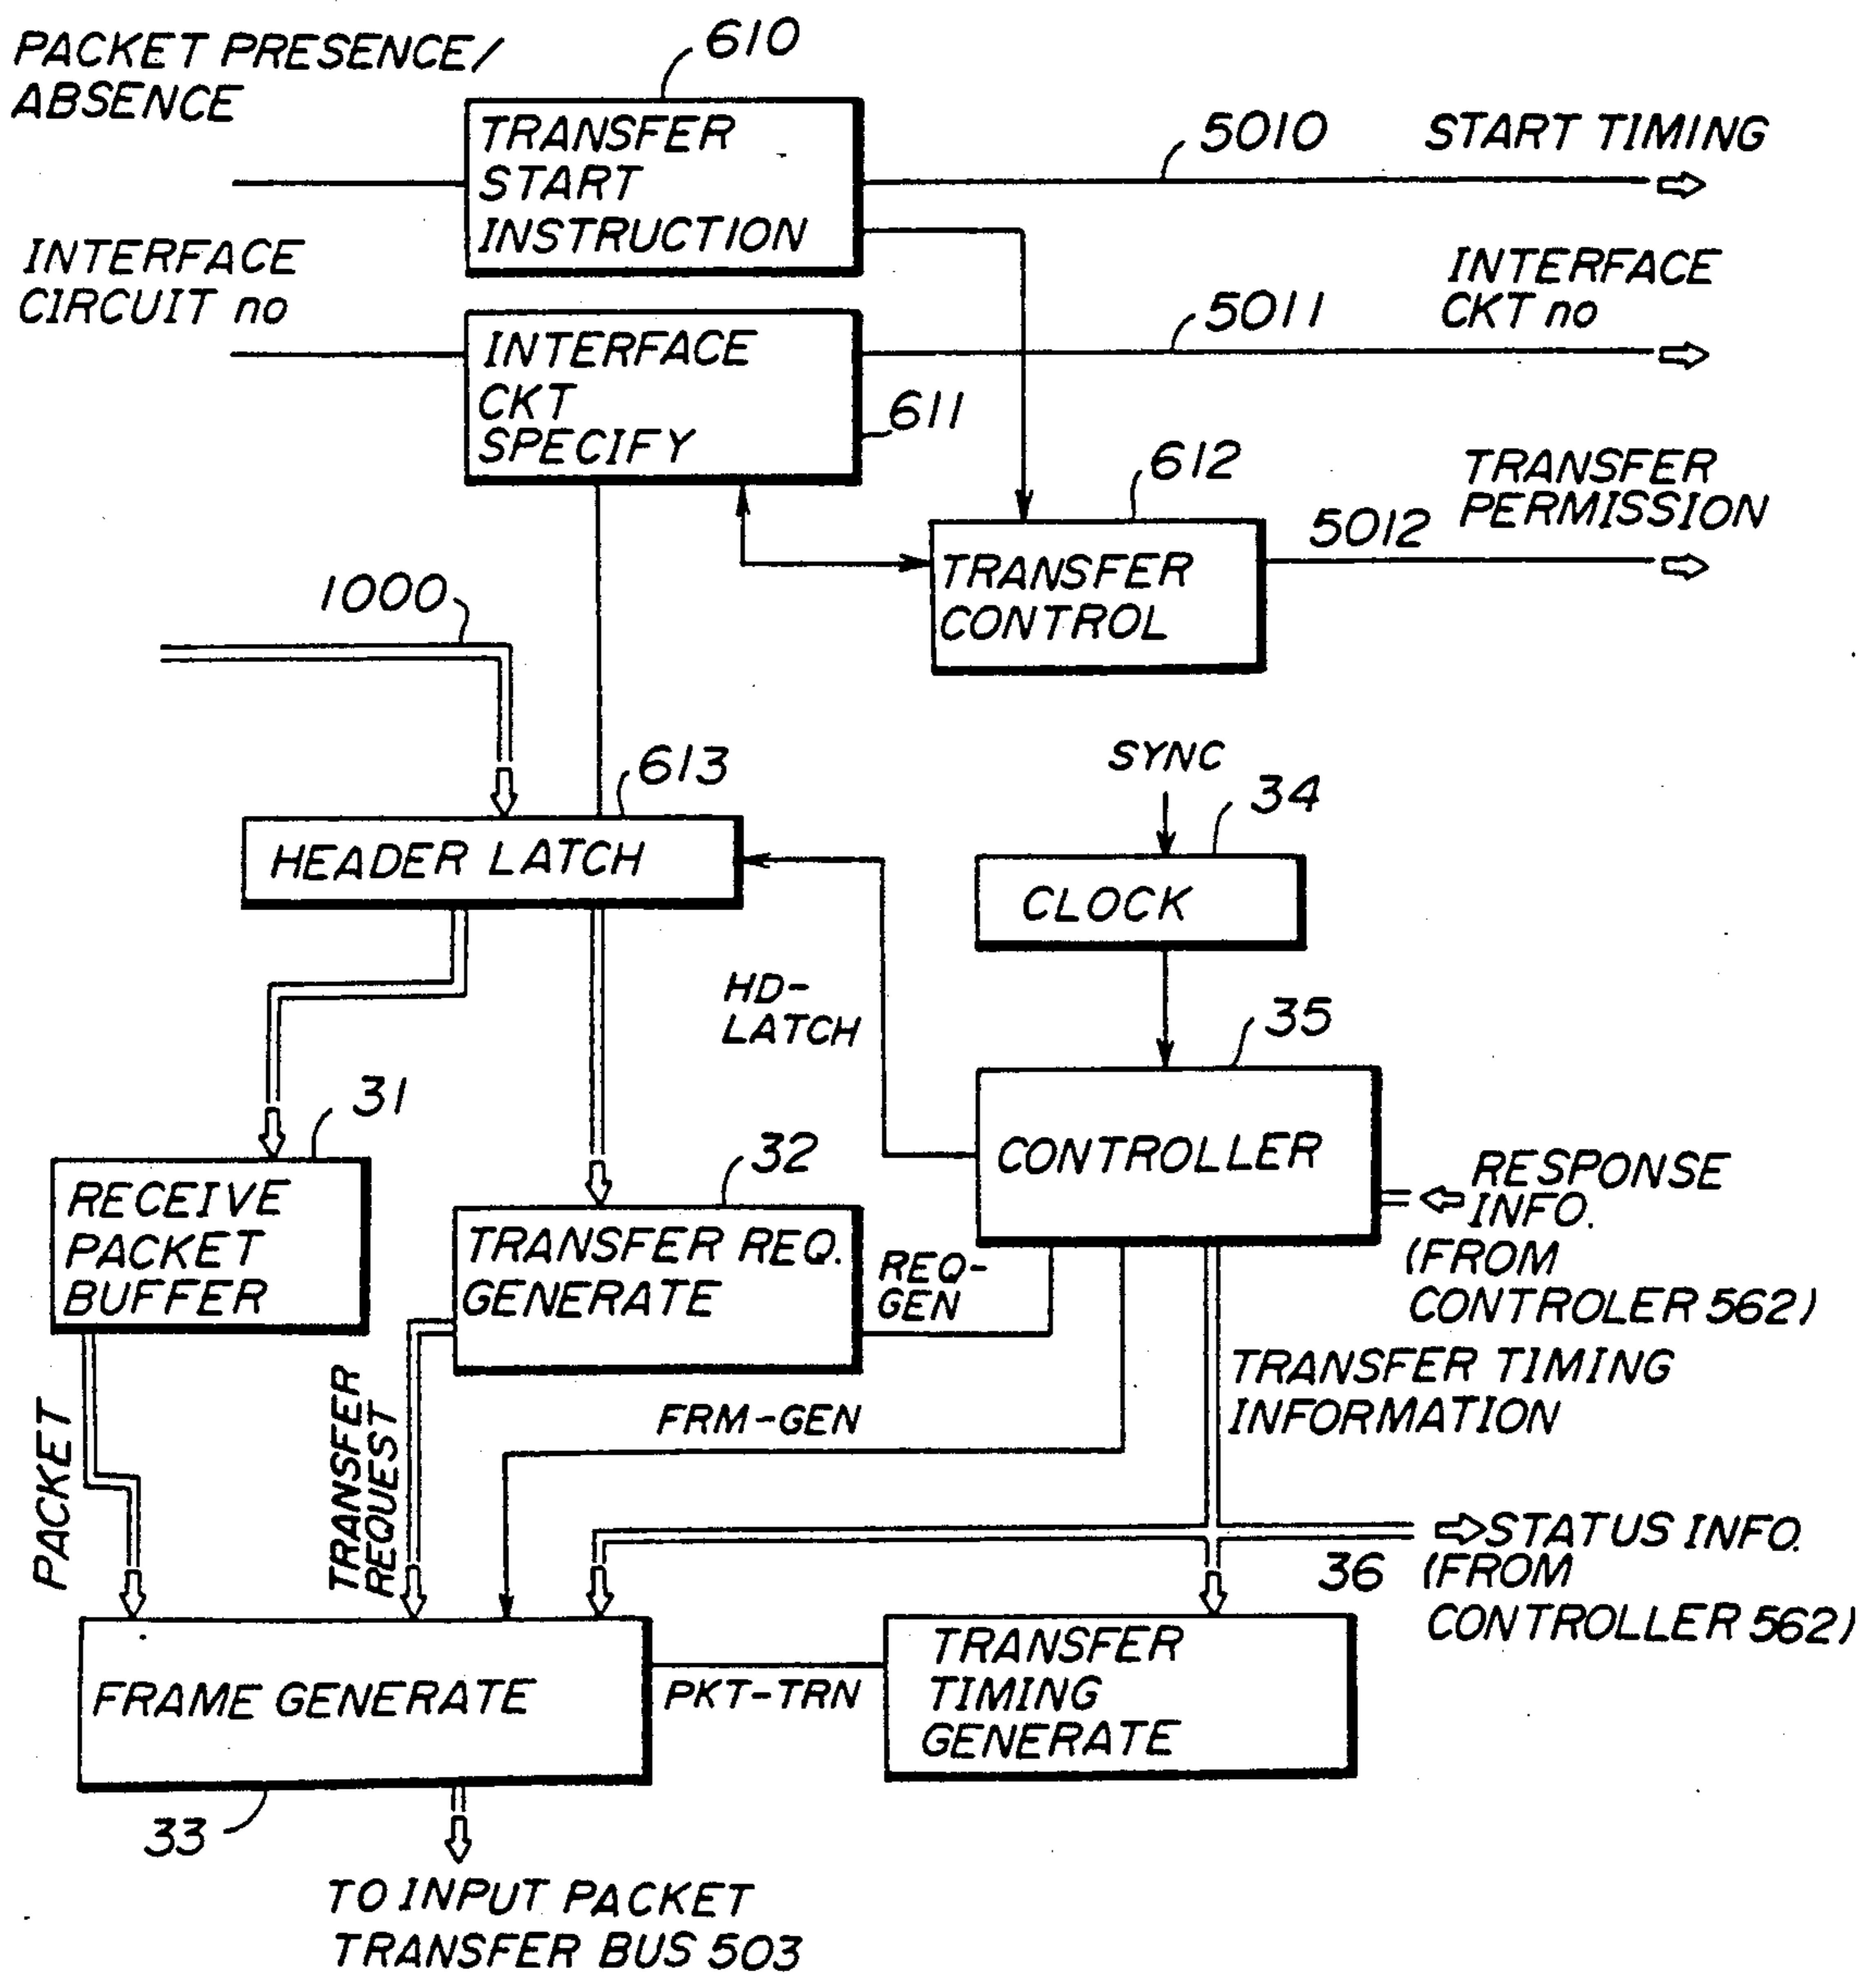 PACKET PRESENCE/
ABSENCE
610
TRANSFER
START
INSTRUCTION
5010
START TIMING
INTERFACE
CIRCUIT no
INTERFACE
CKT
SPECIFY
611
5011
INTERFACE
CKT no
612
TRANSFER
CONTROL
5012
TRANSFER
PERMISSION
1000
613
HEADER LATCH
SYNC
34
CLOCK
HD-
LATCH
35
CONTROLLER
RESPONSE
INFO.
(FROM
CONTROLER 562)
31
RECEIVE
PACKET
BUFFER
32
TRANSFER REQ.
GENERATE
REQ-
GEN
TRANSFER TIMING
INFORMATION
PACKET
TRANSFER
REQUEST
FRM-GEN
STATUS INFO.
(FROM
CONTROLLER 562)
36
FRAME GENERATE
33
PKT-TRN
TRANSFER
TIMING
GENERATE
TO INPUT PACKET
TRANSFER BUS 503